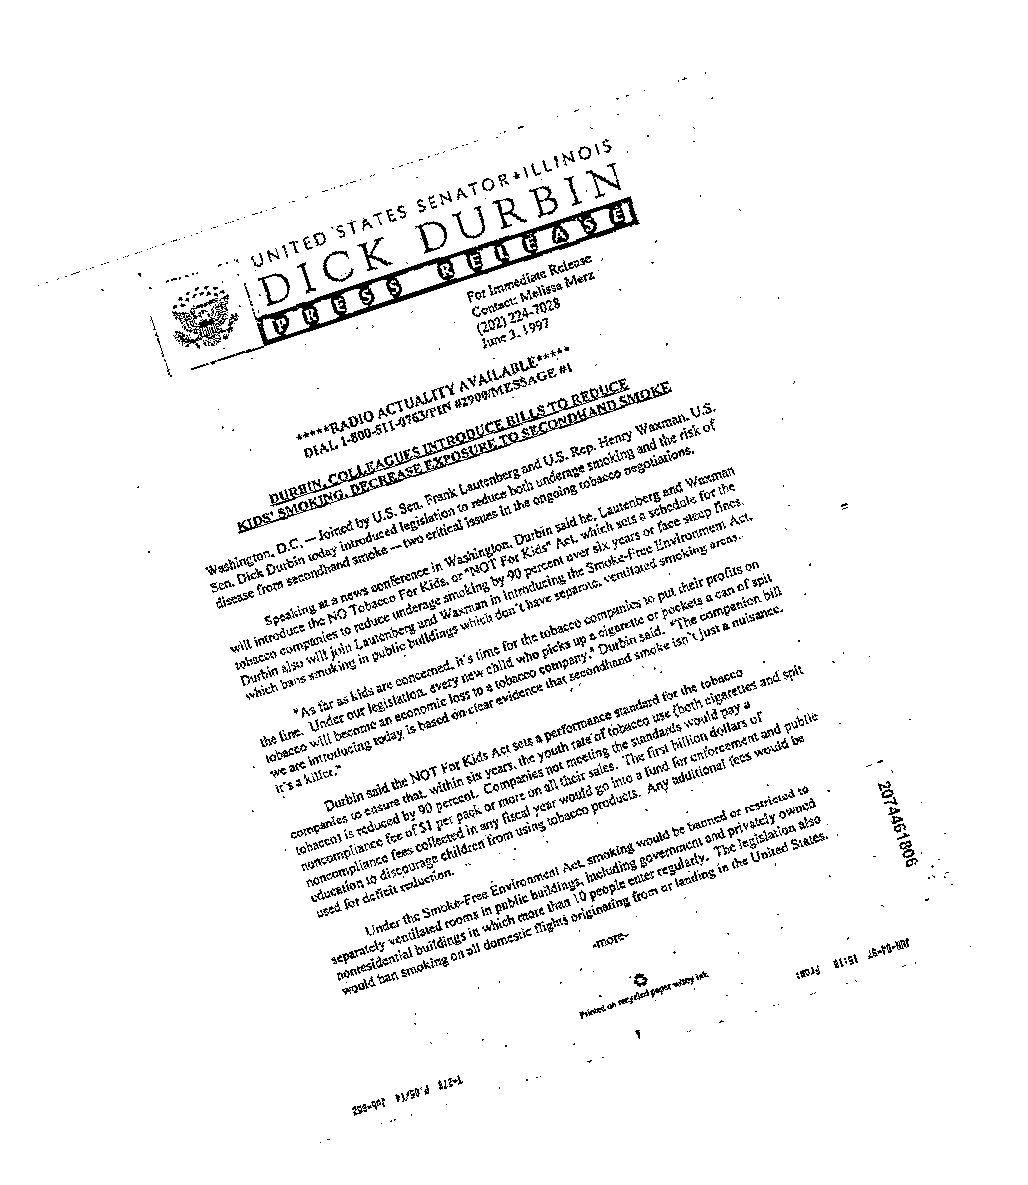 UNITED STATES SENATOR★ILLINOIS
DICK DURBIN
PRESS RELEASE
For Immediate Release
Contact: Melissa Merz
(202) 224-7028
June 3, 1997
*****RADIO ACTUALITY AVAILABLE*****
DIAL 1-800-511-0763/PIN #2900/MESSAGE #1
DURBIN, COLLEAGUES INTRODUCE BILLS TO REDUCE
KIDS' SMOKING, DECREASE EXPOSURE TO SECONDHAND SMOKE
Washington, D.C. — Joined by U.S. Sen. Frank Lautenberg and U.S. Rep. Henry Waxman, U.S.
Sen. Dick Durbin today introduced legislation to reduce both underage smoking and the risk of
disease from secondhand smoke — two critical issues in the ongoing tobacco negotiations.
Speaking at a news conference in Washington, Durbin said he, Lautenberg and Waxman
will introduce the NO Tobacco For Kids, or "NOT For Kids" Act, which sets a schedule for the
tobacco companies to reduce underage smoking by 90 percent over six years or face steep fines.
Durbin also will join Lautenberg and Waxman in introducing the Smoke-Free Environment Act,
which bans smoking in public buildings which don't have separate, ventilated smoking areas.
"As far as kids are concerned, it's time for the tobacco companies to put their profits on
the line. Under our legislation, every new child who picks up a cigarette or pockets a can of spit
tobacco will become an economic loss to a tobacco company," Durbin said. "The companion bill
we are introducing today is based on clear evidence that secondhand smoke isn't just a nuisance,
it's a killer."
Durbin said the NOT For Kids Act sets a performance standard for the tobacco
companies to ensure that, within six years, the youth rate of tobacco use (both cigarettes and spit
tobacco) is reduced by 90 percent. Companies not meeting the standards would pay a
noncompliance fee of $1 per pack or more on all their sales. The first billion dollars of
noncompliance fees collected in any fiscal year would go into a fund for enforcement and public
education to discourage children from using tobacco products. Any additional fees would be
used for deficit reduction.
Under the Smoke-Free Environment Act, smoking would be banned or restricted to
separately ventilated rooms in public buildings, including government and privately owned
nonresidential buildings in which more than 10 people enter regularly. The legislation also
would ban smoking on all domestic flights originating from or landing in the United States.
-more-
Printed on recycled paper w/soy ink
2074461806
JUN-04-97 15:18 From:
T-278 P.05/14 Job-652